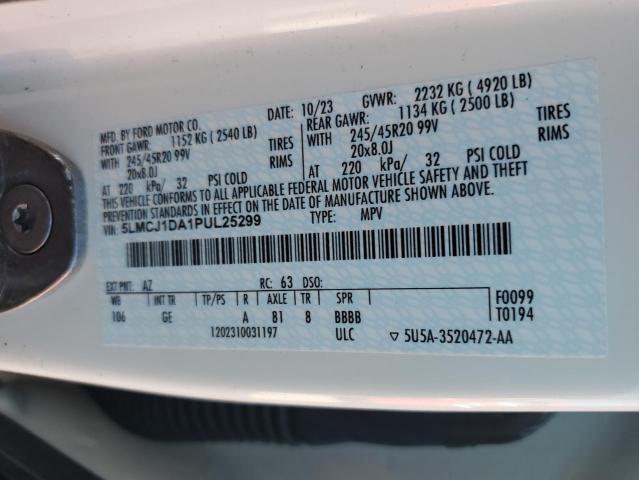 MFD. BY FORD MOTOR CO.
DATE: 10/23 GVWR: 2232 KG ( 4920 LB)
FRONT GAWR: 1152 KG ( 2540 LB) REAR GAWR: 1134 KG ( 2500 LB)
WITH 245/45R20 99V TIRES WITH 245/45R20 99V TIRES
20x8.0J RIMS 20x8.0J RIMS
AT 220 kPa/ 32 PSI COLD AT 220 kPa/ 32 PSI COLD
THIS VEHICLE CONFORMS TO ALL APPLICABLE FEDERAL MOTOR VEHICLE SAFETY AND THEFT
PREVENTION STANDARDS IN EFFECT ON THE DATE OF MANUFACTURE SHOWN ABOVE.
VIN: 5LMCJ1DA1PUL25299 TYPE: MPV
EXT PNT: AZ RC: 63 DSO:
WB INT TR TP/PS R AXLE TR SPR F0099
106 GE A 81 8 BBBB T0194
1202310031197 ULC ▽ 5U5A-3520472-AA